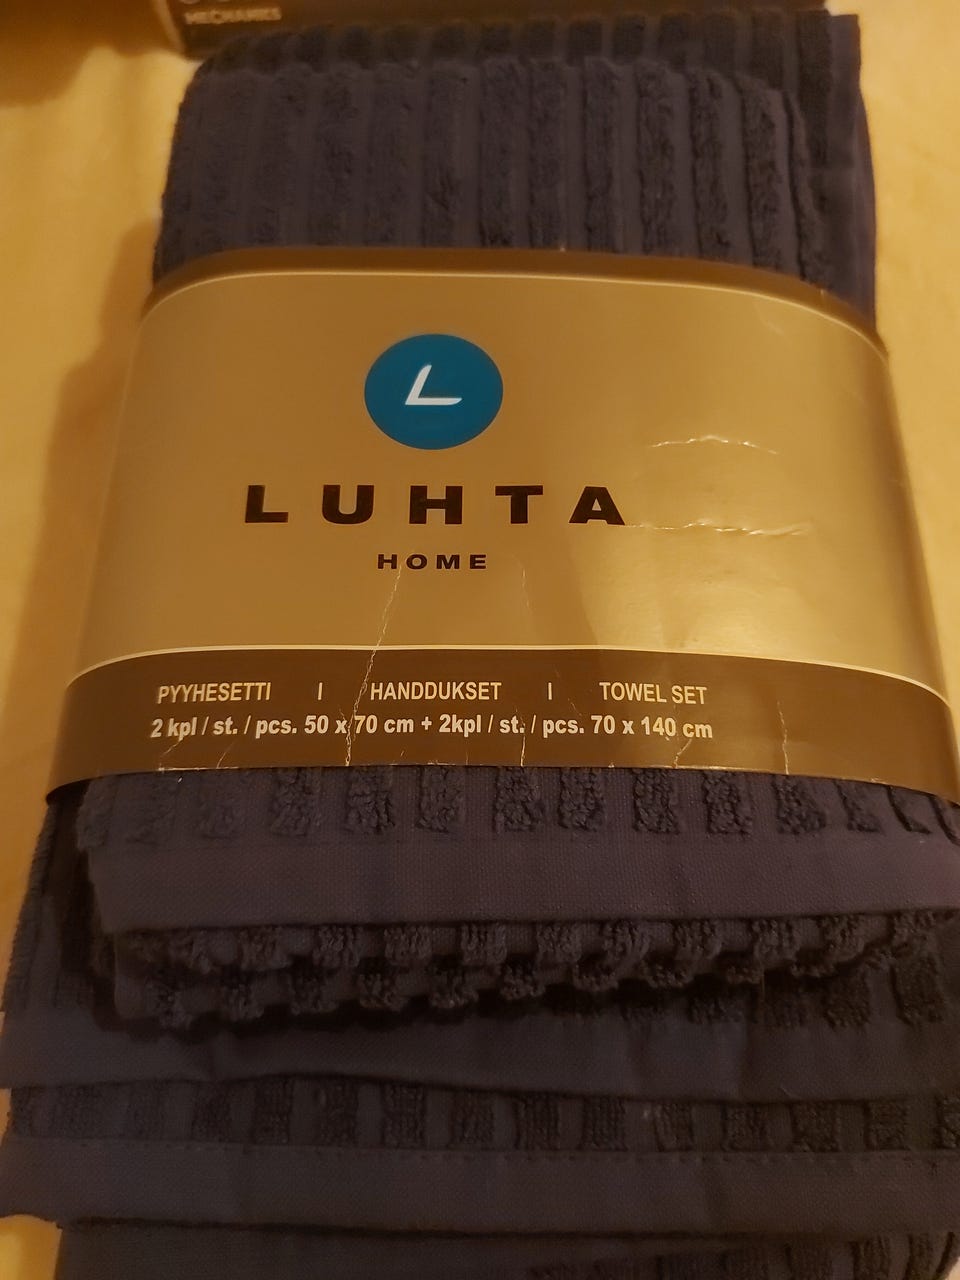 MECHANICS
L
LUHTA
HOME
PYYHESETTI | HANDDUKSET | TOWEL SET
2 kpl / st. / pcs. 50 x 70 cm + 2kpl / st. / pcs. 70 x 140 cm